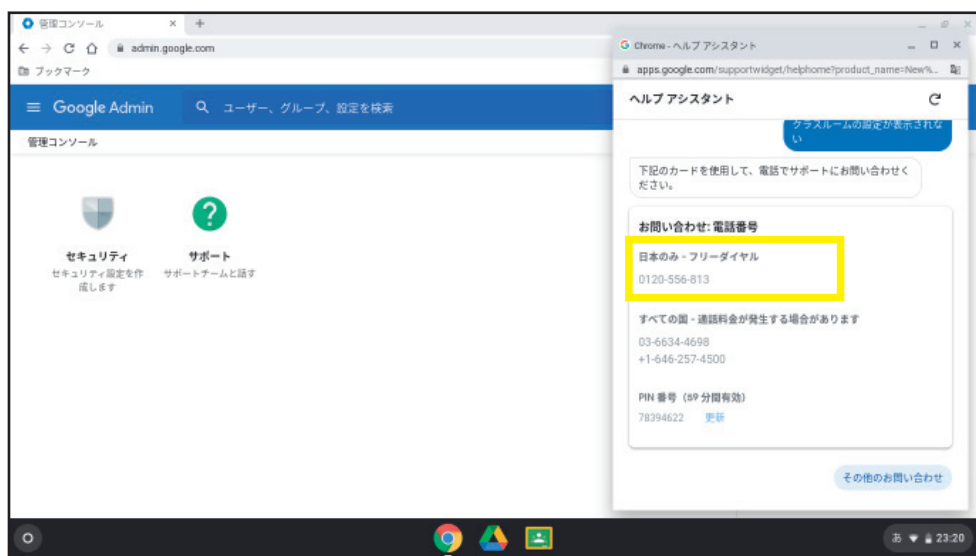 管理コンソール
admin.google.com
ブックマーク
Google Admin
ユーザー、グループ、設定を検索
管理コンソール
セキュリティ
セキュリティ設定を作
成します
サポート
サポートチームと話す
Chrome - ヘルプ アシスタント
apps.google.com/supportwidget/helphome?product_name=New%...
ヘルプ アシスタント
クラスルームの設定が表示されな
い
下記のカードを使用して、電話でサポートにお問い合わせく
ださい。
お問い合わせ: 電話番号
日本のみ - フリーダイヤル
0120-556-813
すべての国 - 通話料金が発生する場合があります
03-6634-4698
+1-646-257-4500
PIN 番号（59 分間有効）
78394622 更新
その他のお問い合わせ
あ 23:20